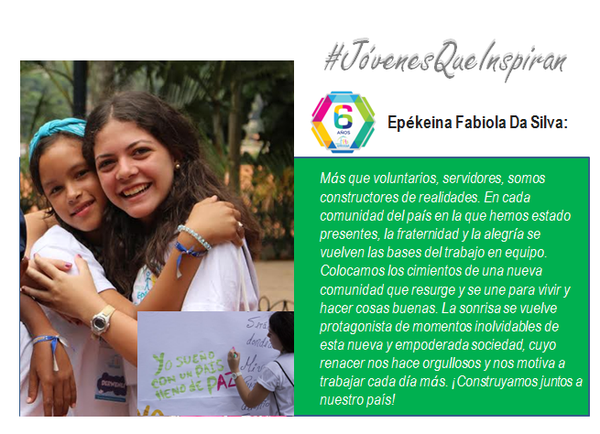 #JóvenesQueInspiran
6
AÑOS
Epékeina Fabiola Da Silva:
Más que voluntarios, servidores, somos
constructores de realidades. En cada
comunidad del país en la que hemos estado
presentes, la fraternidad y la alegría se
vuelven las bases del trabajo en equipo.
Colocamos los cimientos de una nueva
comunidad que resurge y se une para vivir y
hacer cosas buenas. La sonrisa se vuelve
protagonista de momentos inolvidables de
esta nueva y empoderada sociedad, cuyo
renacer nos hace orgullosos y nos motiva a
trabajar cada día más. ¡Construyamos juntos a
nuestro país!
Yo SUEÑO
CON UN PAÍS
LLENO DE PAZ